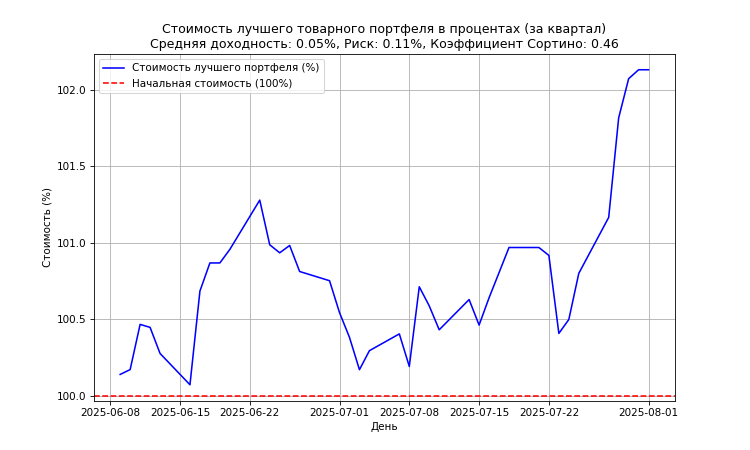 Стоимость лучшего товарного портфеля в процентах (за квартал)
Средняя доходность: 0.05%, Риск: 0.11%, Коэффициент Сортино: 0.46
Стоимость лучшего портфеля (%)
Начальная стоимость (100%)
Стоимость (%)
102.0
101.5
101.0
100.5
100.0
2025-06-08 2025-06-15 2025-06-22 2025-07-01 2025-07-08 2025-07-15 2025-07-22 2025-08-01
День